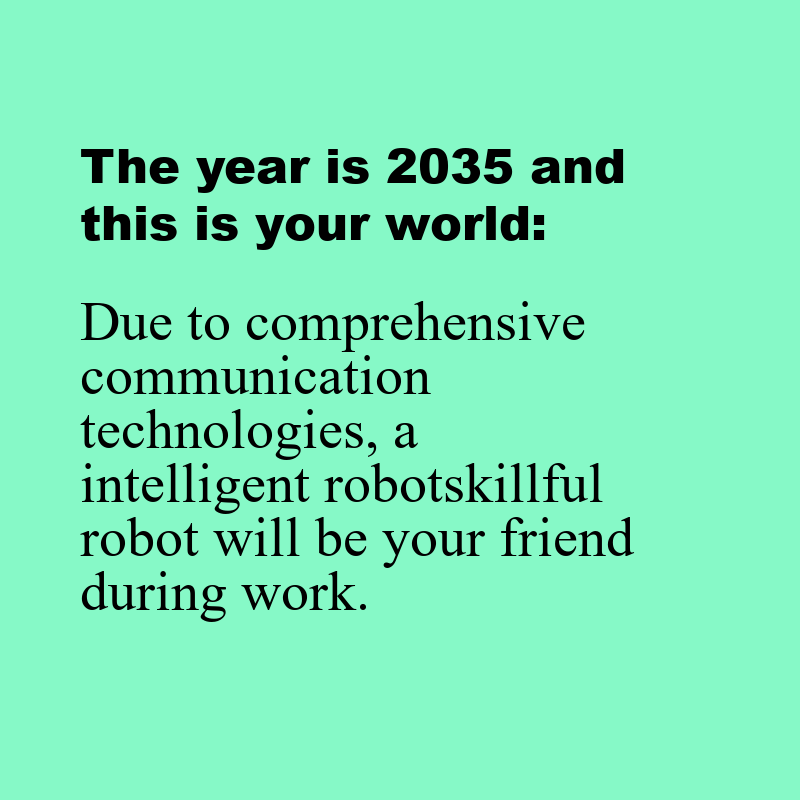 The year is 2035 and
this is your world:
Due to comprehensive
communication
technologies, a
intelligent robotskillful
robot will be your friend
during work.